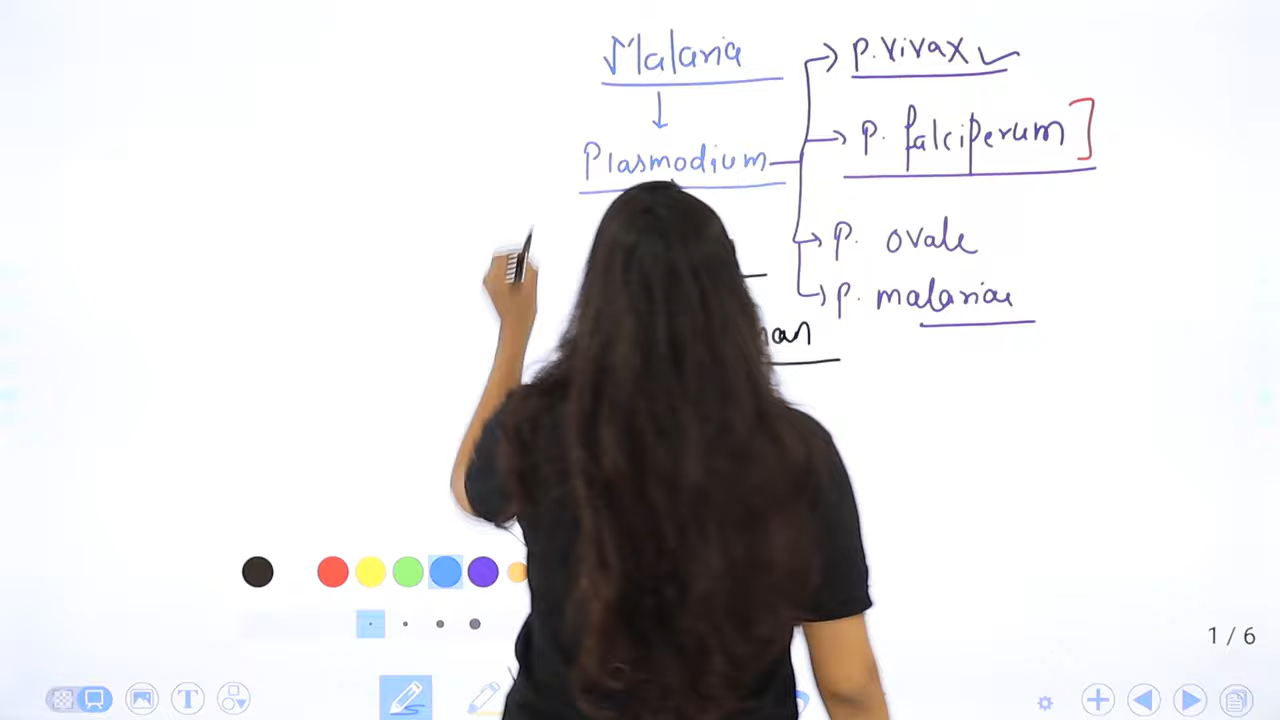 Malaria
Plasmodium
P. vivax
P. falciperum
P. ovale
P. malariae
1 / 6
T